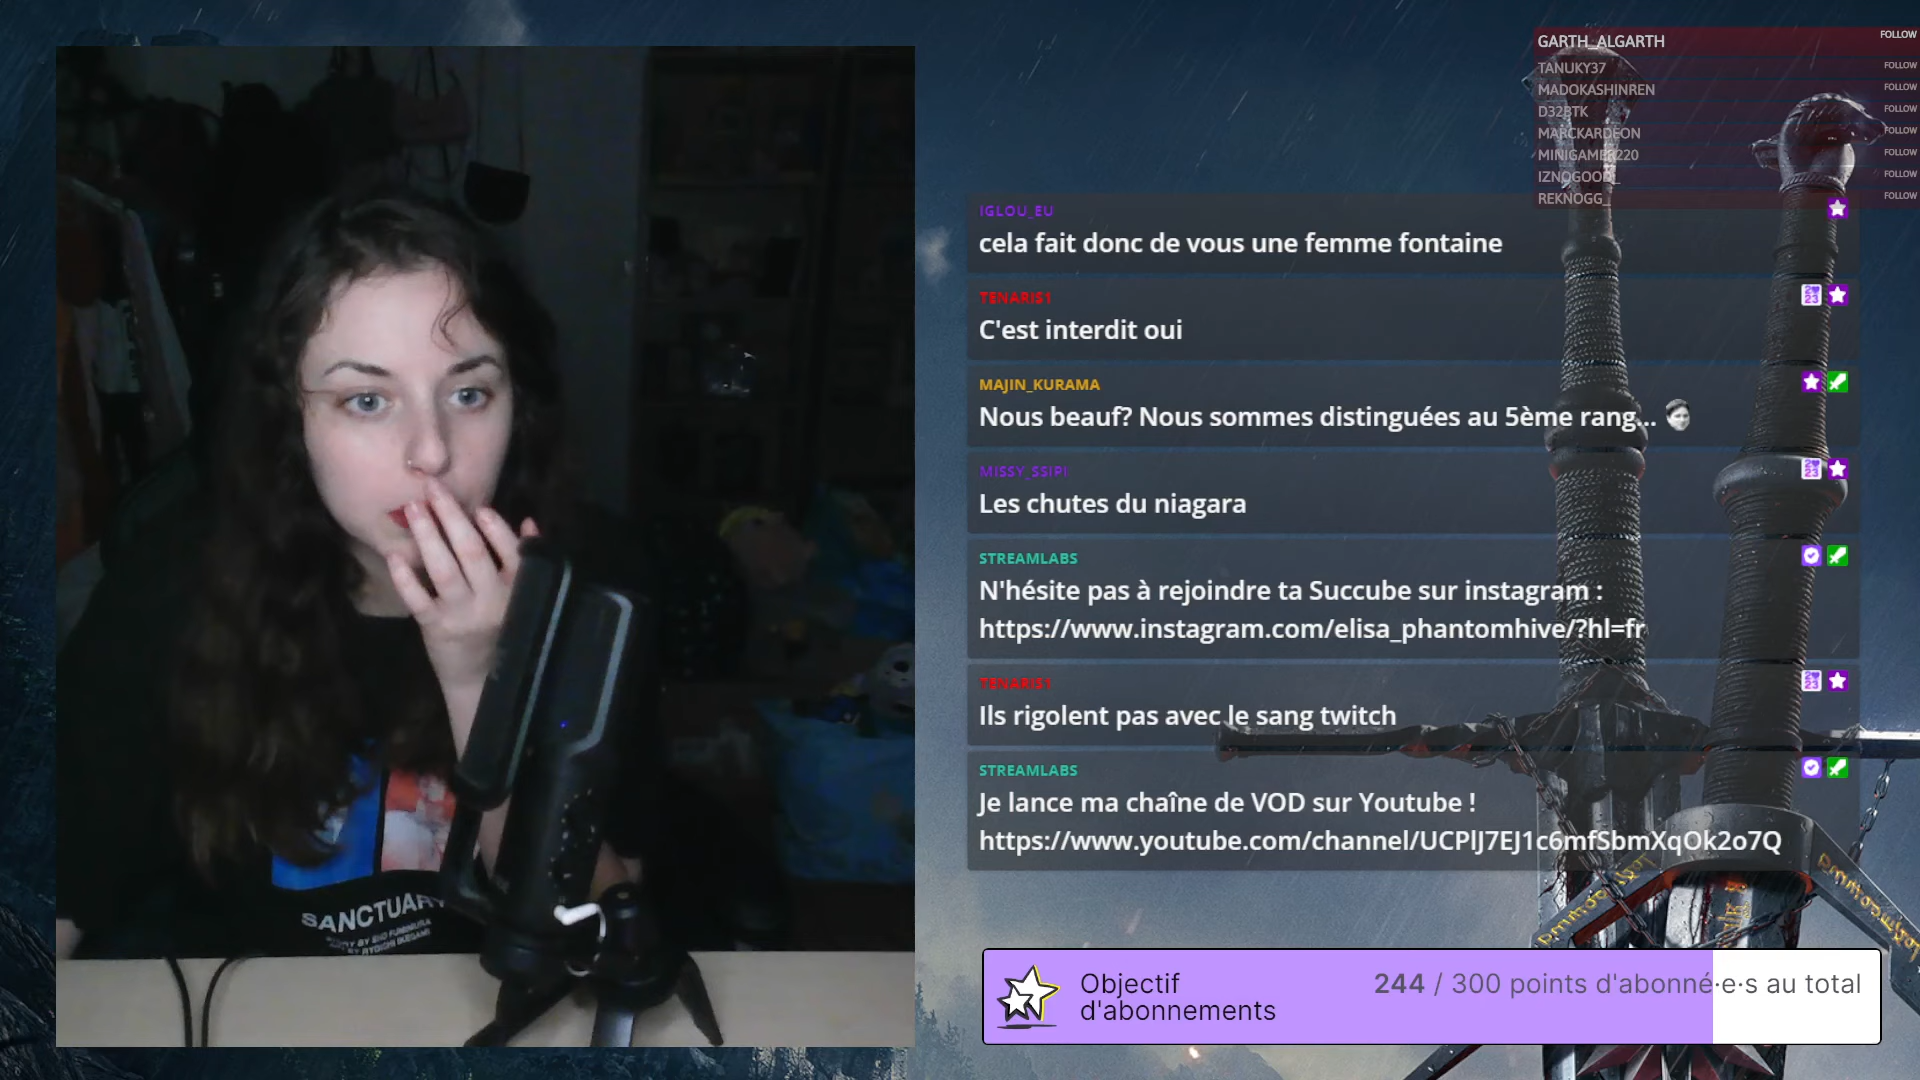 GARTH_ALGARTH FOLLOW
TANUKY37 FOLLOW
MADOKASHINREN FOLLOW
D32BTK FOLLOW
MARCKARDEON FOLLOW
MINIGAMER220 FOLLOW
IZNOGOOD_ FOLLOW
REKNOGG_ FOLLOW
IGLOU_EU
cela fait donc de vous une femme fontaine
TENARIS1
C'est interdit oui
MAJIN_KURAMA
Nous beauf? Nous sommes distinguées au 5ème rang...
MISSY_SSIPI
Les chutes du niagara
STREAMLABS
N'hésite pas à rejoindre ta Succube sur instagram :
https://www.instagram.com/elisa_phantomhive/?hl=fr
TENARIS1
Ils rigolent pas avec le sang twitch
STREAMLABS
Je lance ma chaîne de VOD sur Youtube !
https://www.youtube.com/channel/UCPlJ7EJ1c6mfSbmXqOk2o7Q
SANCTUARY
Objectif
d'abonnements
244 / 300 points d'abonné·e·s au total